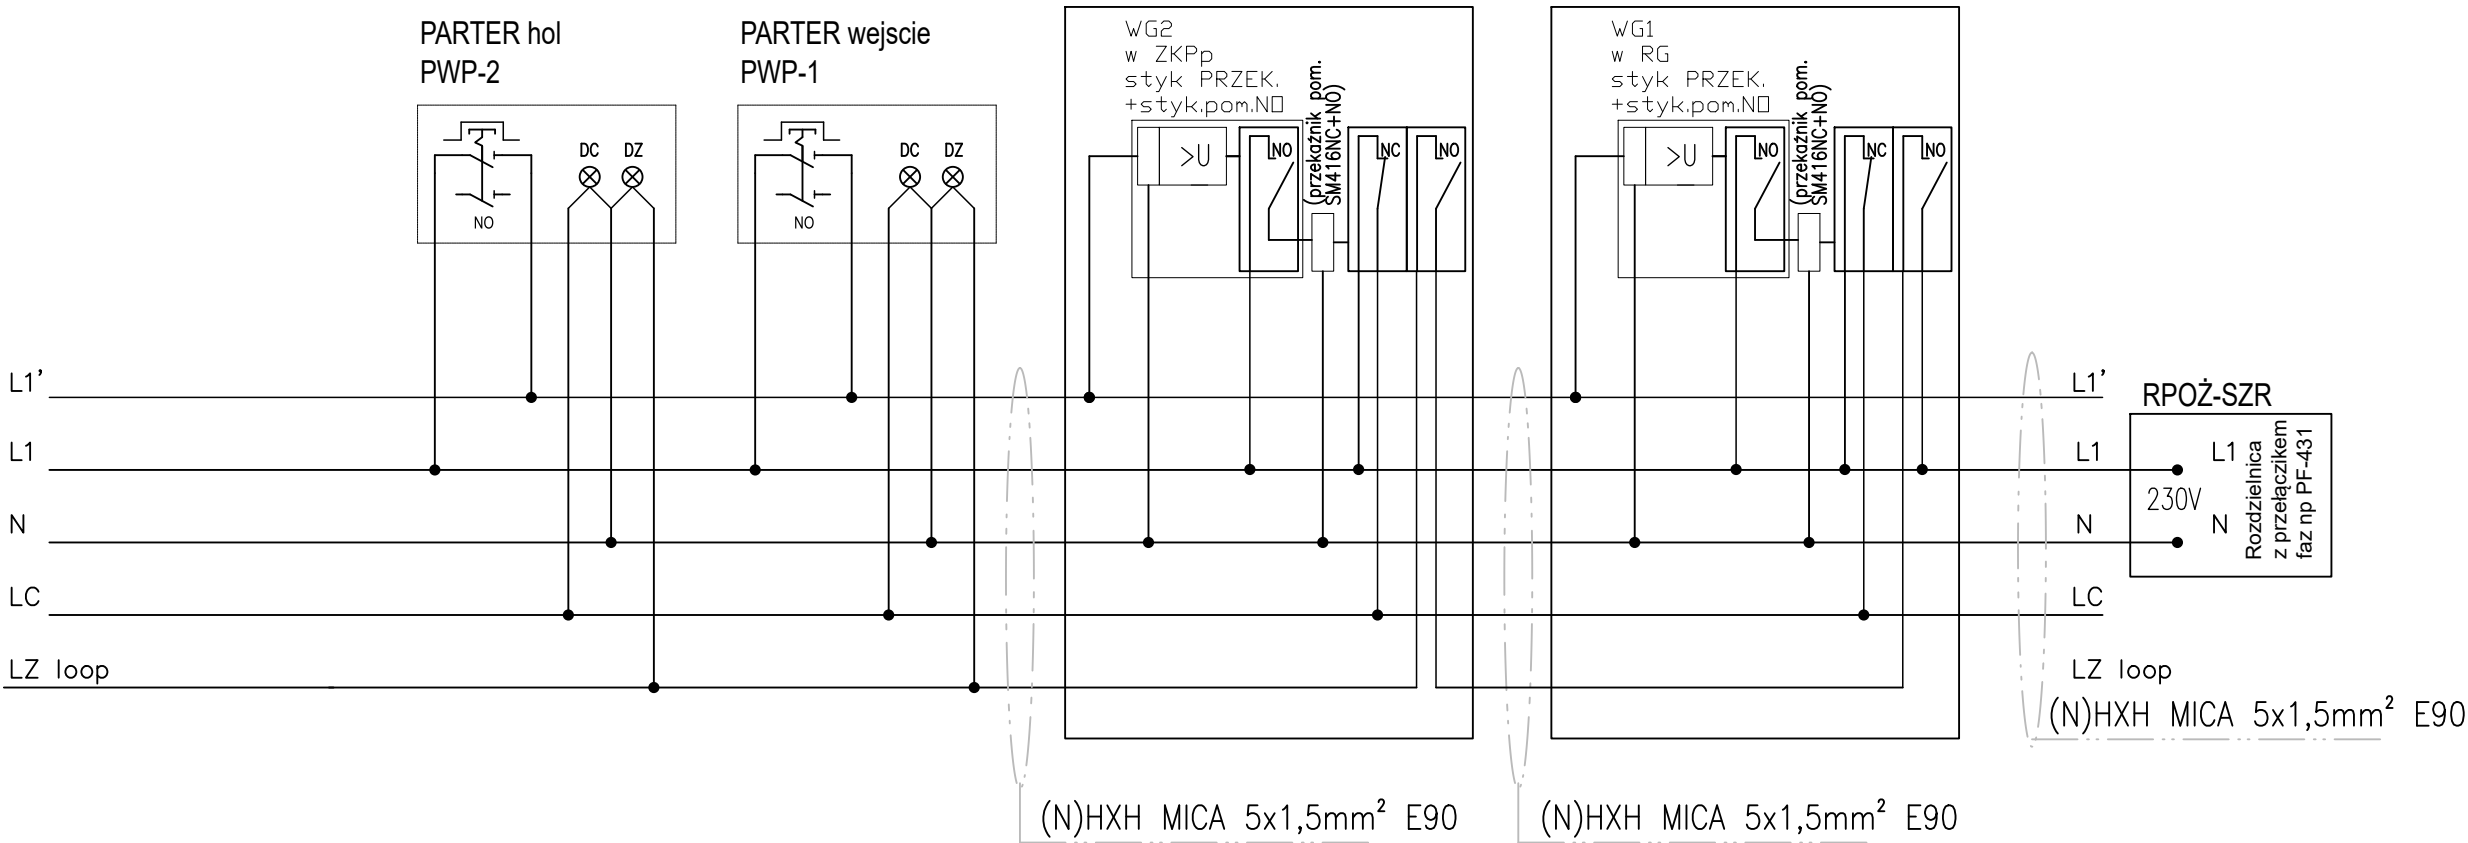 PARTER hol
PWP-2
DC DZ
NO
PARTER wejscie
PWP-1
DC DZ
NO
WG2
w ZKPp
styk PRZEK.
+styk.pom.NO
>U
NO
(przekaźnik pom.
SM416NC+NO)
NC
NO
WG1
w RG
styk PRZEK.
+styk.pom.NO
>U
NO
(przekaźnik pom.
SM416NC+NO)
NC
NO
L1'
L1
N
LC
LZ loop
L1'
L1
N
LC
LZ loop
RPOŻ-SZR
L1
230V
N
Rozdzielnica
z przełączikem
faz np PF-431
(N)HXH MICA 5x1,5mm² E90
(N)HXH MICA 5x1,5mm² E90
(N)HXH MICA 5x1,5mm² E90